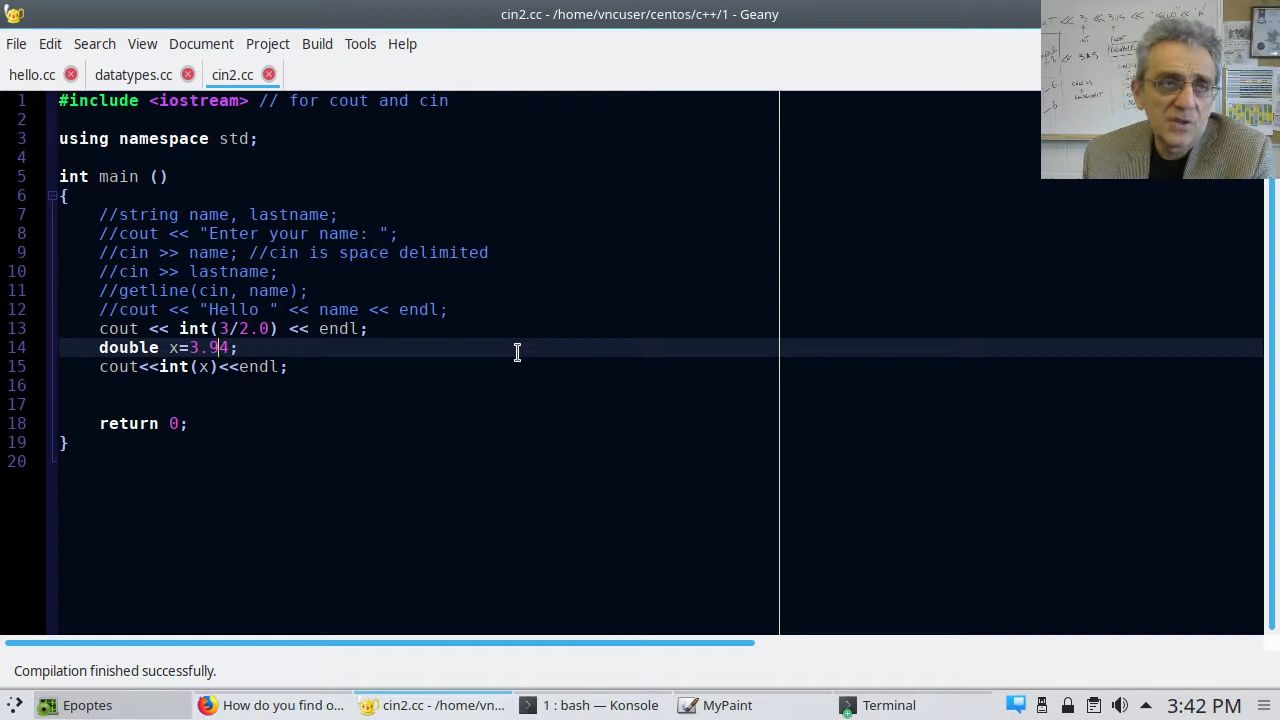 cin2.cc - /home/vncuser/centos/c++/1 - Geany
File Edit Search View Document Project Build Tools Help
hello.cc datatypes.cc cin2.cc
1 #include <iostream> // for cout and cin
2
3 using namespace std;
4
5 int main ()
6 {
7 //string name, lastname;
8 //cout << "Enter your name: ";
9 //cin >> name; //cin is space delimited
10 //cin >> lastname;
11 //getline(cin, name);
12 //cout << "Hello " << name << endl;
13 cout << int(3/2.0) << endl;
14 double x=3.94;
15 cout<<int(x)<<endl;
16
17
18 return 0;
19 }
20
Compilation finished successfully.
Eoptes How do you find o... cin2.cc - /home/vn... 1 : bash — Konsole MyPaint Terminal 3:42 PM